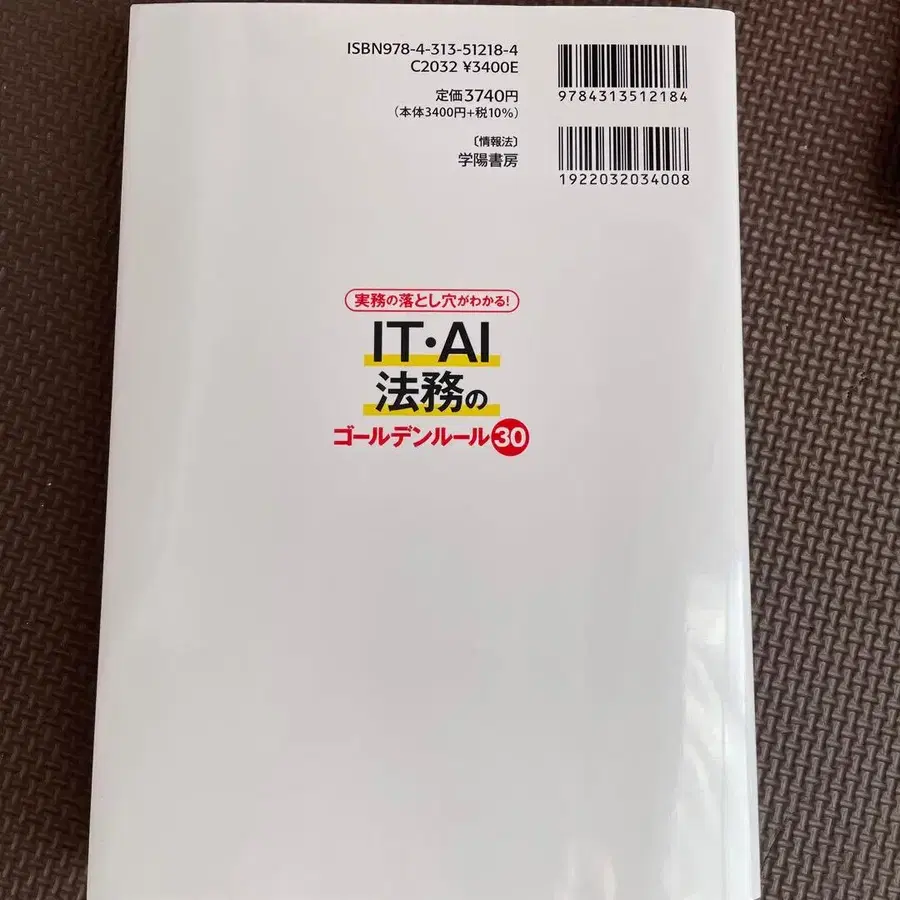 ISBN978-4-313-51218-4
C2032 ¥3400E
定価3740円
(本体3400円+税10%)
〔情報法〕
学陽書房
9784313512184
1922032034008
実務の落とし穴がわかる!
IT・AI
法務の
ゴールデンルール30